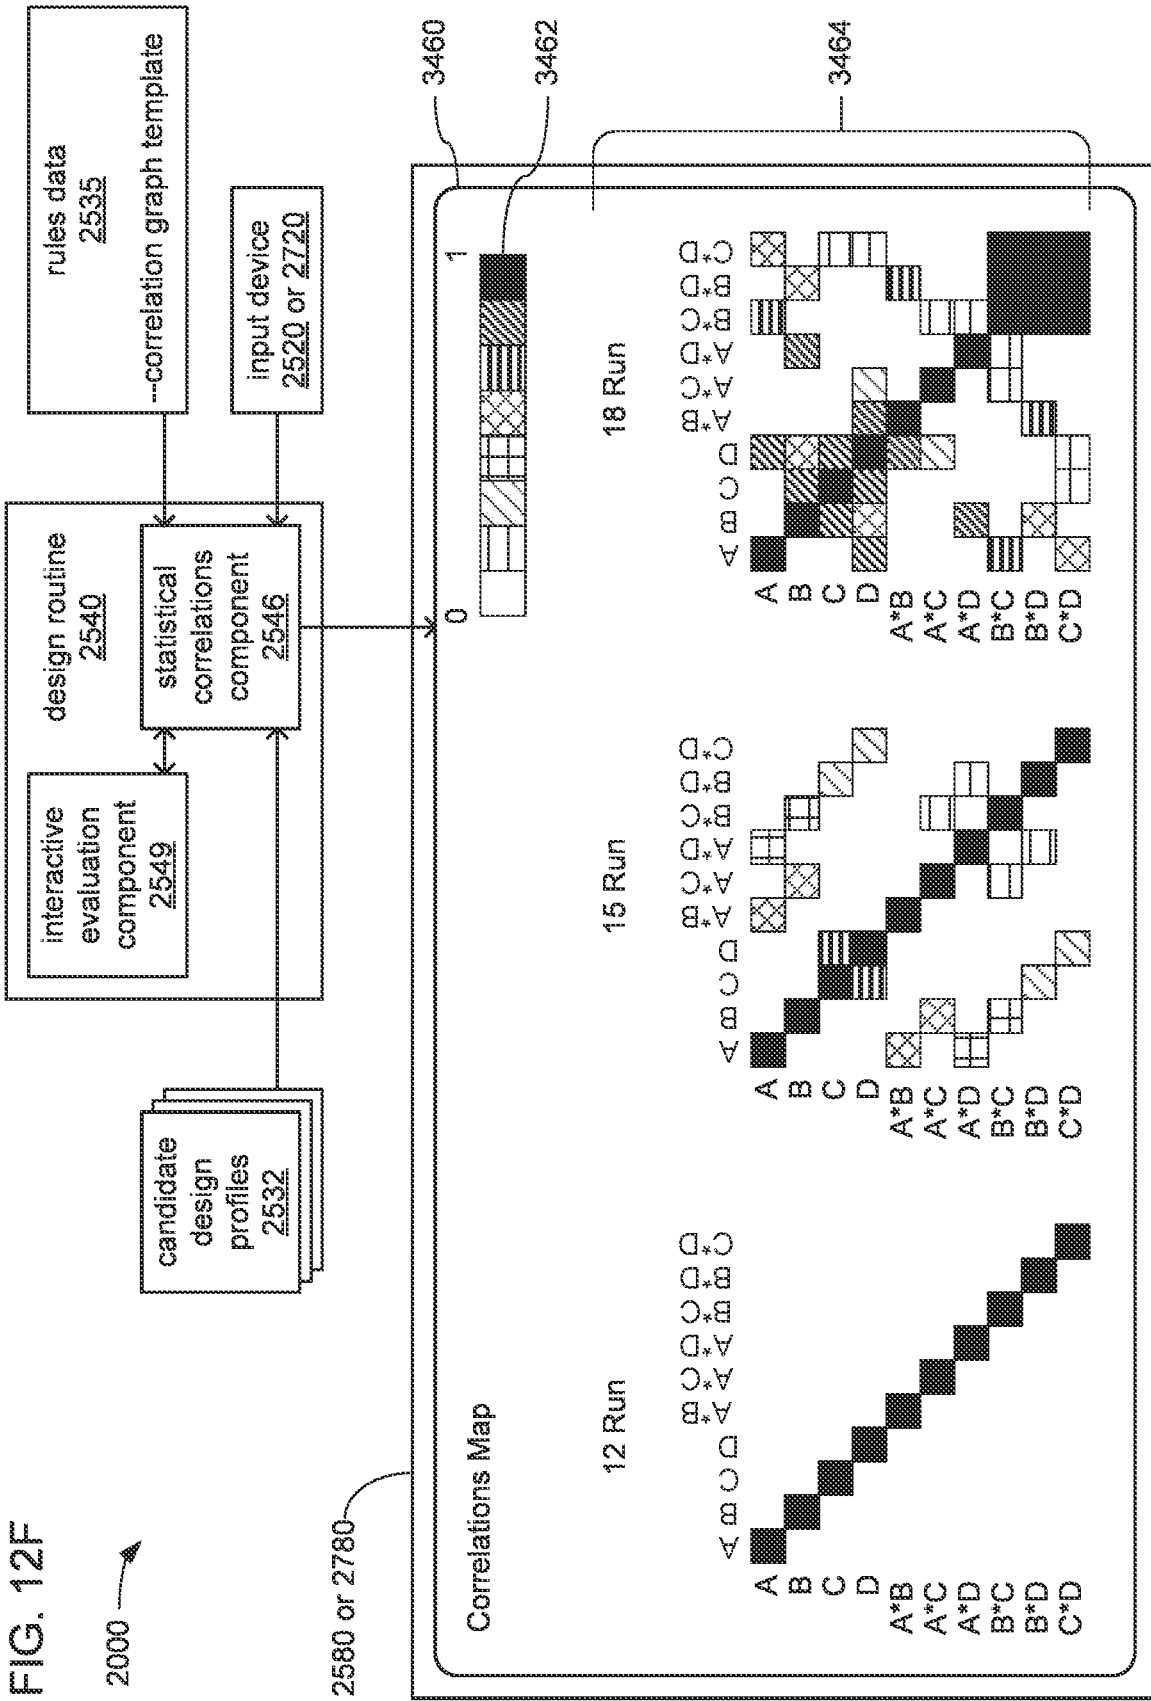 FIG. 12F
2000
candidate
design
profiles
2532
design routine
2540
interactive
evaluation
component
2549
statistical
correlations
component
2546
rules data
2535
--correlation graph template
input device
2520 or 2720
2580 or 2780
3460
3462
3464
Correlations Map
0
1
12 Run
A
B
C
D
A*B
A*C
A*D
B*C
B*D
C*D
A
B
C
D
A*B
A*C
A*D
B*C
B*D
C*D
15 Run
A
B
C
D
A*B
A*C
A*D
B*C
B*D
C*D
A
B
C
D
A*B
A*C
A*D
B*C
B*D
C*D
18 Run
A
B
C
D
A*B
A*C
A*D
B*C
B*D
C*D
A
B
C
D
A*B
A*C
A*D
B*C
B*D
C*D